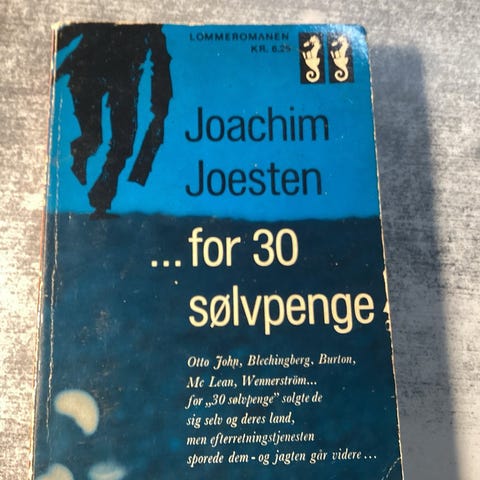 LOMMEROMANEN
KR. 6.25
Joachim
Joesten
...for 30
sølvpenge
Otto John, Blechingberg, Burton,
Mc Lean, Wennerström...
for „30 sølvpenge” solgte de
sig selv og deres land,
men efterretningstjenesten
sporede dem - og jagten går videre...